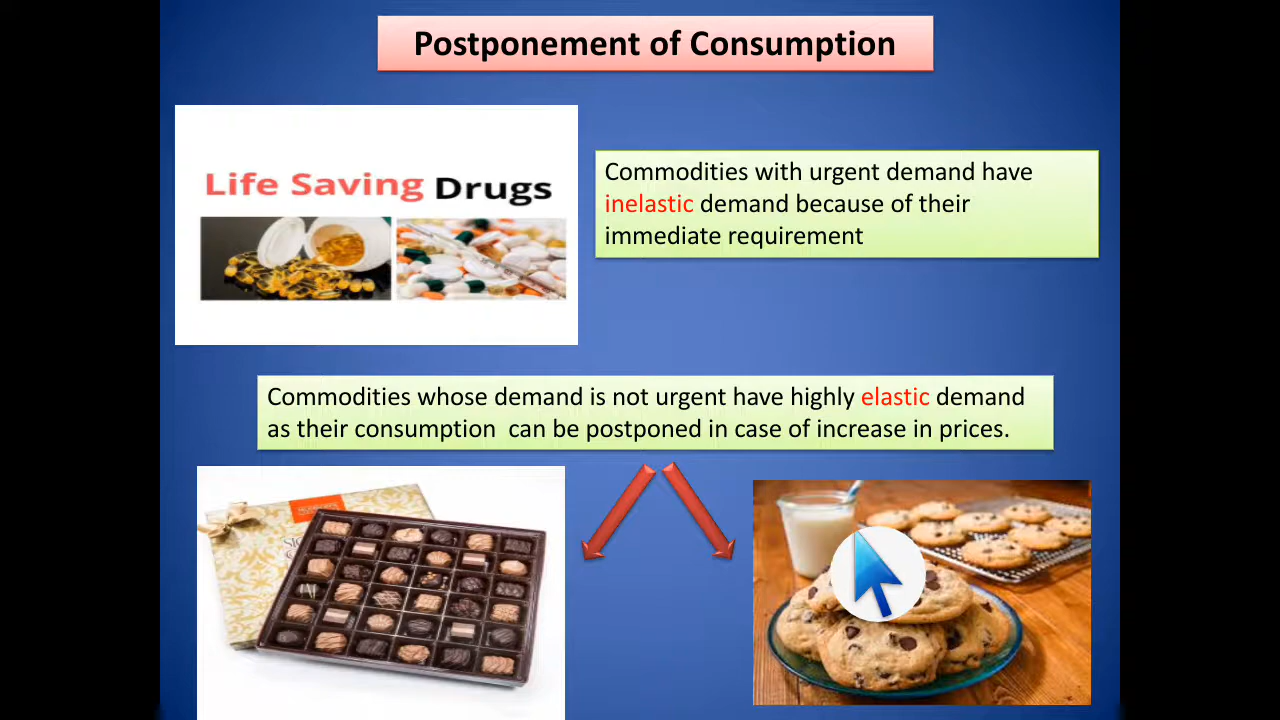 Postponement of Consumption
Life Saving Drugs
Commodities with urgent demand have
inelastic demand because of their
immediate requirement
Commodities whose demand is not urgent have highly elastic demand
as their consumption  can be postponed in case of increase in prices.